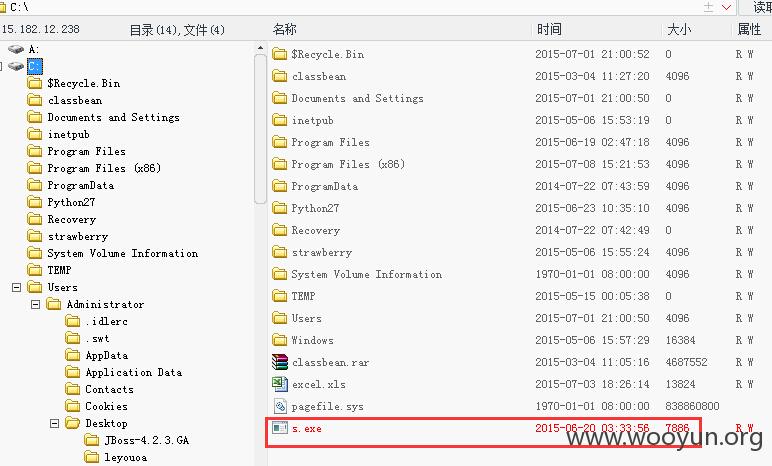 C:\
读取
15.182.12.238 目录(14),文件(4) 名称 时间 大小 属性
A:
C:
$Recycle.Bin
classbean
Documents and Settings
inetpub
Program Files
Program Files (x86)
ProgramData
Python27
Recovery
strawberry
System Volume Information
TEMP
Users
Administrator
.idlerc
.swt
AppData
Application Data
Contacts
Cookies
Desktop
JBoss-4.2.3.GA
leyouoa
$Recycle.Bin 2015-07-01 21:00:52 0 R W
classbean 2015-03-04 11:27:20 4096 R W
Documents and Settings 2015-07-01 21:00:50 0 R W
inetpub 2015-05-06 15:53:19 0 R W
Program Files 2015-06-19 02:47:18 4096 R W
Program Files (x86) 2015-07-08 15:21:53 4096 R W
ProgramData 2014-07-22 07:43:59 4096 R W
Python27 2015-06-23 10:35:10 4096 R W
Recovery 2014-07-22 07:42:49 0 R W
strawberry 2015-05-06 15:55:24 4096 R W
System Volume Information 1970-01-01 08:00:00 4096 R W
TEMP 2015-05-15 00:05:38 0 R W
Users 2015-07-01 21:00:50 4096 R W
Windows 2015-05-06 15:57:29 16384 R W
classbean.rar 2015-03-04 11:05:16 4687552 R W
excel.xls 2015-07-03 18:26:14 13824 R W
pagefile.sys 1970-01-01 08:00:00 838860800
s.exe 2015-06-20 03:33:56 7886 R W
www.wooyun.org